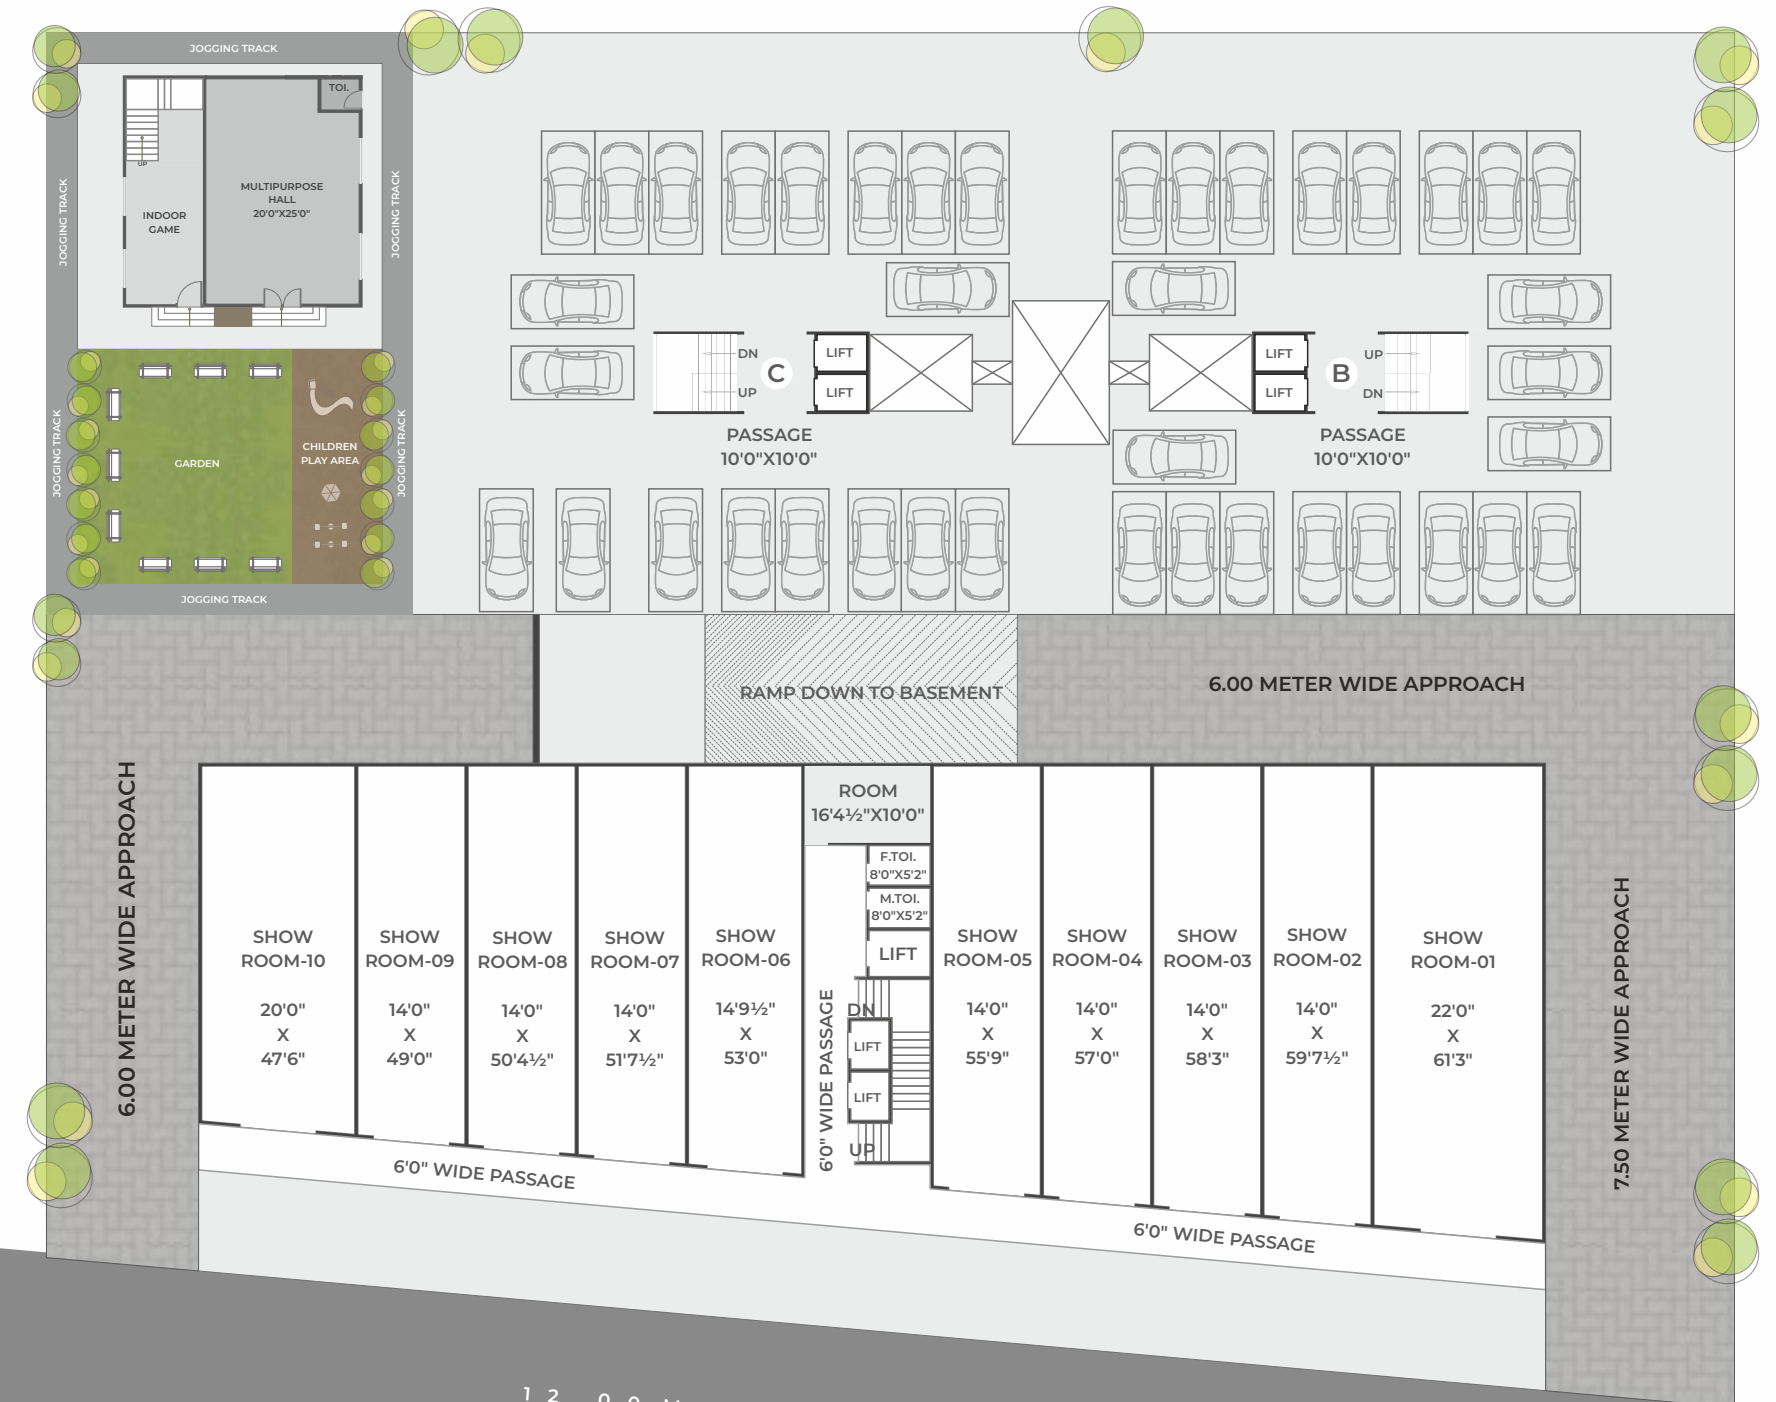 JOGGING TRACK
TOI.
UP
MULTIPURPOSE
HALL
20'0"X25'0"
INDOOR
GAME
JOGGING TRACK
JOGGING TRACK
GARDEN
CHILDREN
PLAY AREA
JOGGING TRACK
JOGGING TRACK
JOGGING TRACK
DN
UP
C
LIFT
LIFT
PASSAGE
10'0"X10'0"
LIFT
LIFT
B
UP
DN
PASSAGE
10'0"X10'0"
RAMP DOWN TO BASEMENT
6.00 METER WIDE APPROACH
6.00 METER WIDE APPROACH
7.50 METER WIDE APPROACH
ROOM
16'4½"X10'0"
F.TOI.
8'0"X5'2"
M.TOI.
8'0"X5'2"
LIFT
DN
LIFT
LIFT
UP
6'0" WIDE PASSAGE
SHOW
ROOM-10
20'0"
X
47'6"
SHOW
ROOM-09
14'0"
X
49'0"
SHOW
ROOM-08
14'0"
X
50'4½"
SHOW
ROOM-07
14'0"
X
51'7½"
SHOW
ROOM-06
14'9½"
X
53'0"
SHOW
ROOM-05
14'0"
X
55'9"
SHOW
ROOM-04
14'0"
X
57'0"
SHOW
ROOM-03
14'0"
X
58'3"
SHOW
ROOM-02
14'0"
X
59'7½"
SHOW
ROOM-01
22'0"
X
61'3"
6'0" WIDE PASSAGE
6'0" WIDE PASSAGE